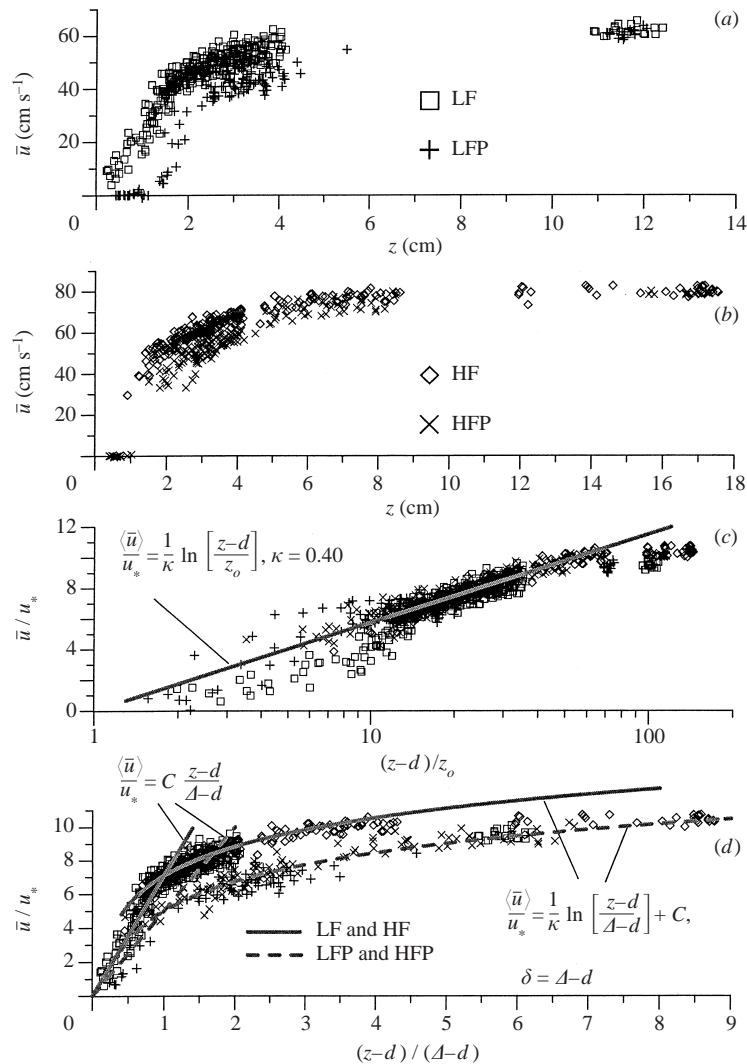 (a)
60
40
20
0
ū (cm s⁻¹)
LF
LFP
2 4 6 8 10 12 14
z (cm)
(b)
80
60
40
20
0
ū (cm s⁻¹)
HF
HFP
2 4 6 8 10 12 14 16 18
z (cm)
(c)
12
8
4
0
ū / u*
⟨ū⟩/u* = 1/κ ln [z–d/zₒ], κ = 0.40
1 10 100
(z–d)/zₒ
(d)
10
8
6
4
2
0
ū / u*
⟨ū⟩/u* = C z–d/Δ–d
⟨ū⟩/u* = 1/κ ln [z–d/Δ–d] + C,
LF and HF
LFP and HFP
δ = Δ–d
1 2 3 4 5 6 7 8 9
(z–d) / (Δ–d)